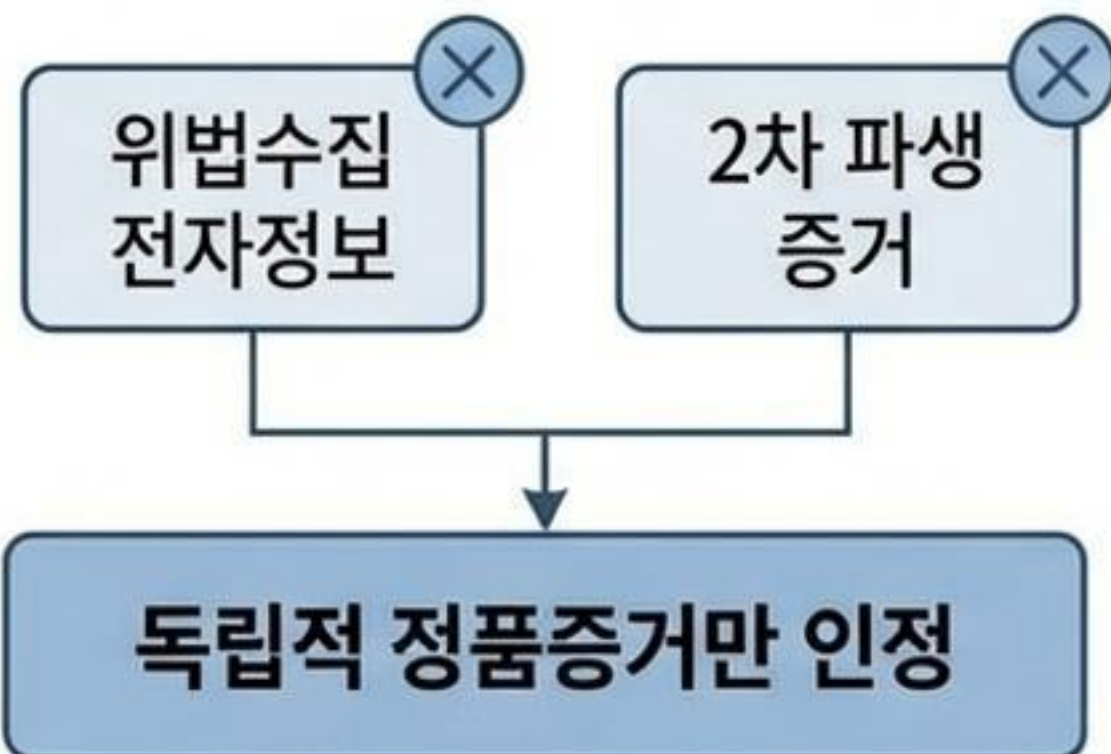 위법수집
전자정보
2차 파생
증거
독립적 정품증거만 인정